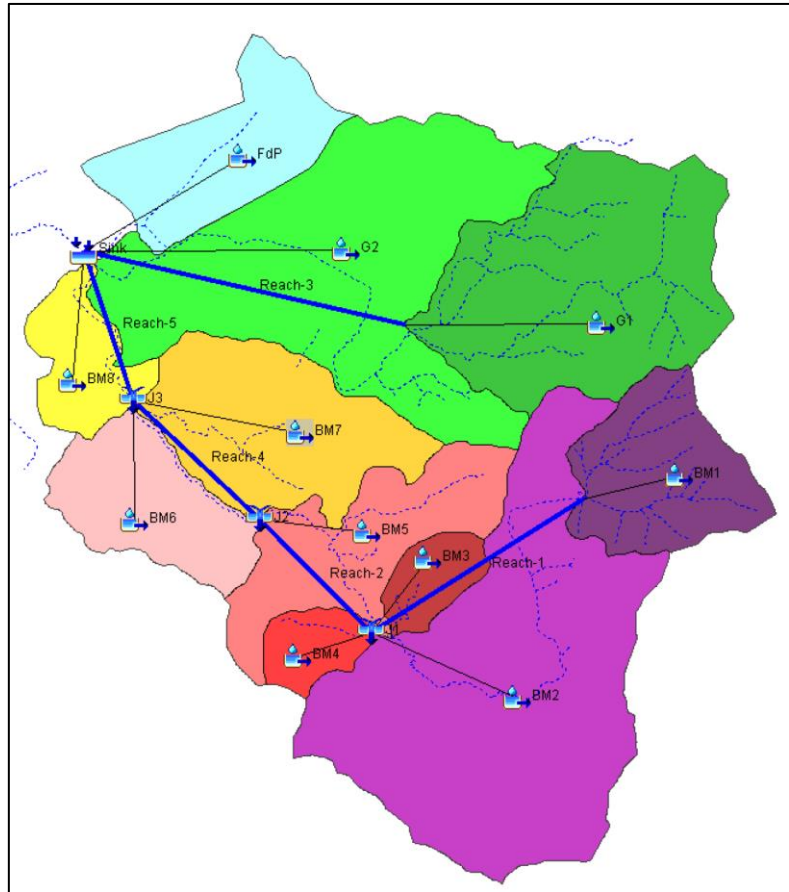 FdP
Sink
G2
Reach-3
G1
Reach-5
BM8
J3
BM7
Reach-4
BM1
BM6
J2
BM5
BM3
Reach-1
Reach-2
J1
BM4
BM2